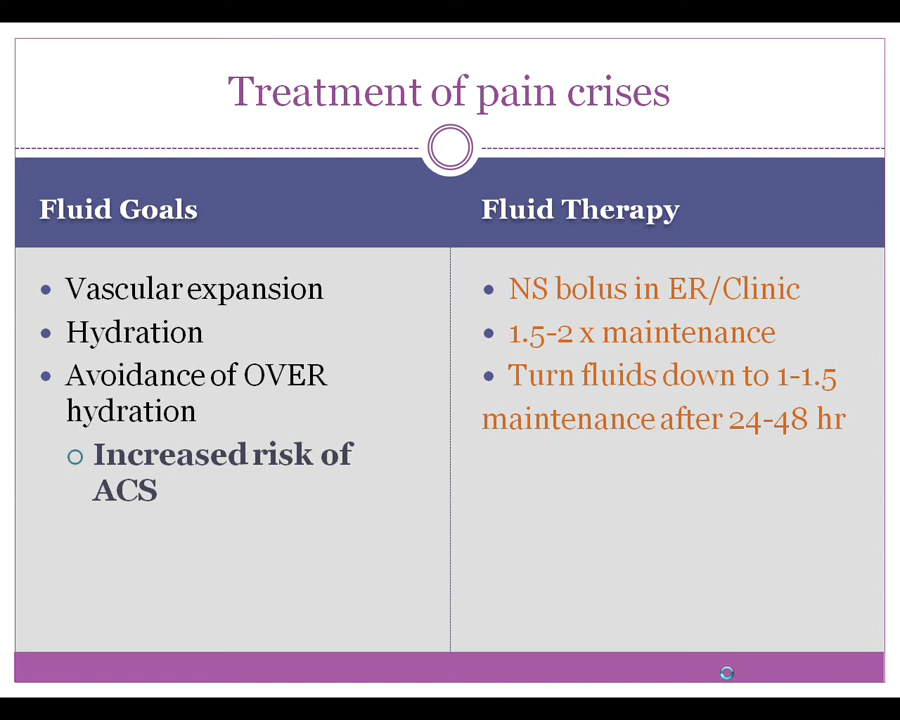 Treatment of pain crises
Fluid Goals
• Vascular expansion
• Hydration
• Avoidance of OVER
hydration
○ Increased risk of
ACS
Fluid Therapy
• NS bolus in ER/Clinic
• 1.5-2 x maintenance
• Turn fluids down to 1-1.5
maintenance after 24-48 hr